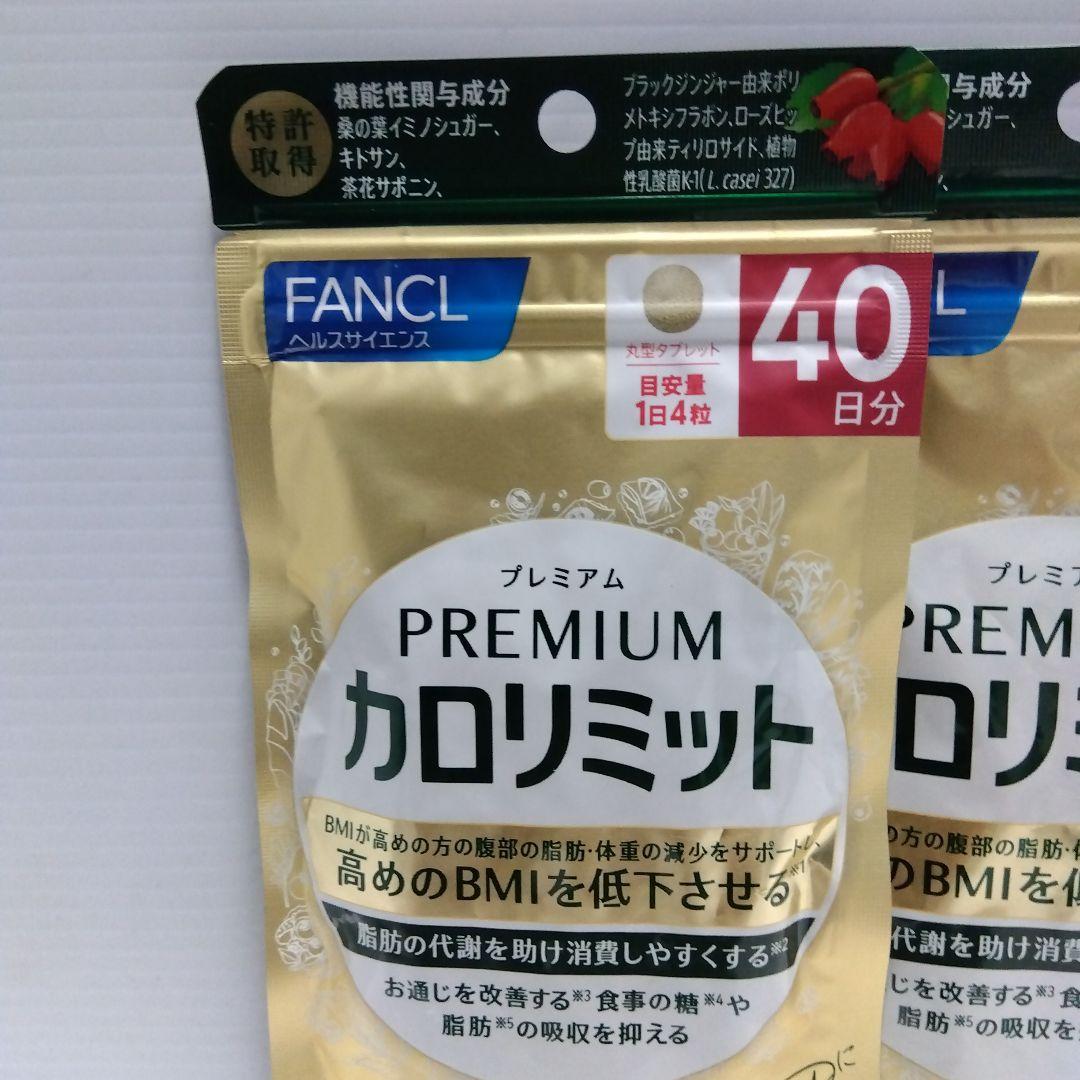 特許
取得
機能性関与成分
桑の葉イミノシュガー、
キトサン、
茶花サポニン、
ブラックジンジャー由来ポリ
メトキシフラボン、ローズヒッ
プ由来ティリロサイド、植物
性乳酸菌K-1(L. casei 327)
FANCL
ヘルスサイエンス
丸型タブレット
目安量
1日4粒
40
日分
プレミアム
PREMIUM
カロリミット
BMIが高めの方の腹部の脂肪・体重の減少をサポートし、
高めのBMIを低下させる※1
脂肪の代謝を助け消費しやすくする※2
お通じを改善する※3食事の糖※4や
脂肪※5の吸収を抑える
与成分
シュガー、
L
プレミア
PREM
ロリミ
の方の腹部の脂肪・
のBMIを低
代謝を助け消費
じを改善する※3食
脂肪※5の吸収を